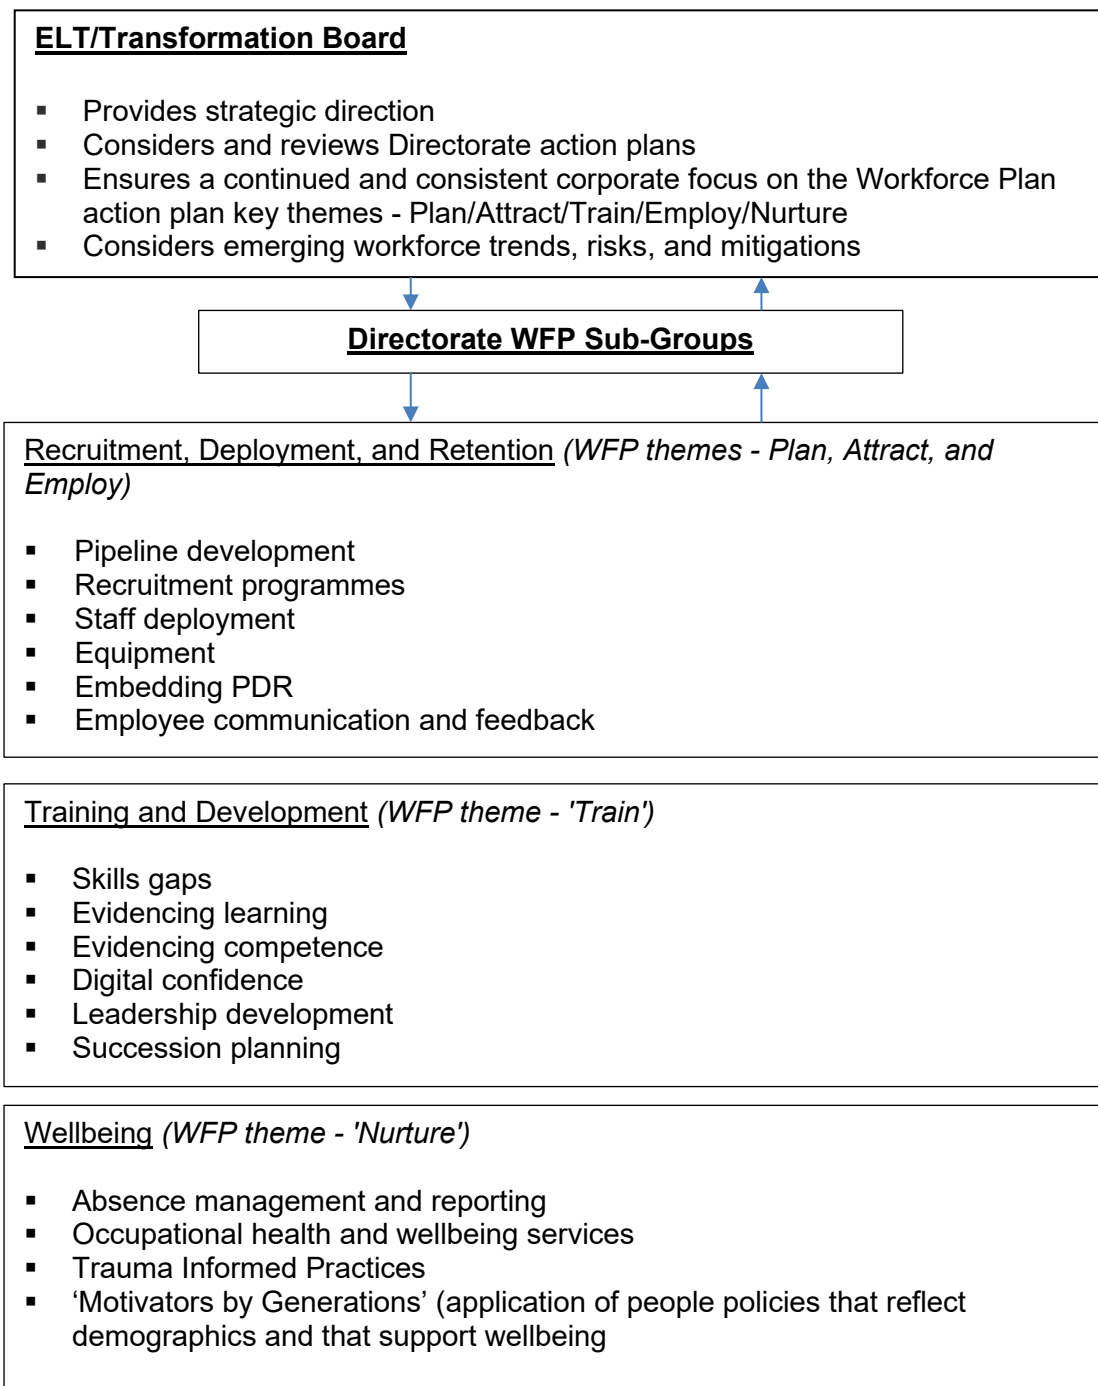 ELT/Transformation Board
▪ Provides strategic direction
▪ Considers and reviews Directorate action plans
▪ Ensures a continued and consistent corporate focus on the Workforce Plan
action plan key themes - Plan/Attract/Train/Employ/Nurture
▪ Considers emerging workforce trends, risks, and mitigations
Directorate WFP Sub-Groups
Recruitment, Deployment, and Retention (WFP themes - Plan, Attract, and
Employ)
▪ Pipeline development
▪ Recruitment programmes
▪ Staff deployment
▪ Equipment
▪ Embedding PDR
▪ Employee communication and feedback
Training and Development (WFP theme - 'Train')
▪ Skills gaps
▪ Evidencing learning
▪ Evidencing competence
▪ Digital confidence
▪ Leadership development
▪ Succession planning
Wellbeing (WFP theme - 'Nurture')
▪ Absence management and reporting
▪ Occupational health and wellbeing services
▪ Trauma Informed Practices
▪ ‘Motivators by Generations’ (application of people policies that reflect
demographics and that support wellbeing